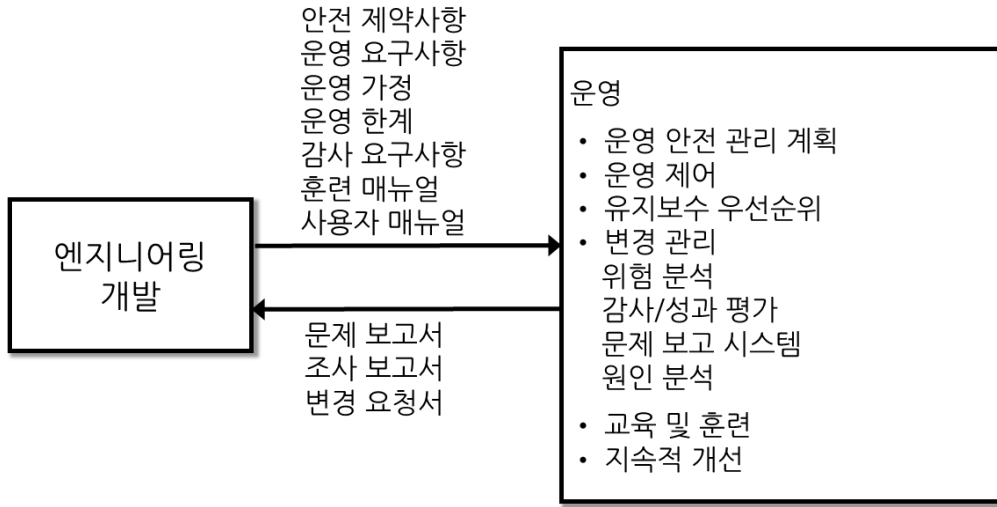 안전 제약사항
운영 요구사항
운영 가정
운영 한계
감사 요구사항
훈련 매뉴얼
사용자 매뉴얼
엔지니어링
개발
문제 보고서
조사 보고서
변경 요청서
운영
• 운영 안전 관리 계획
• 운영 제어
• 유지보수 우선순위
• 변경 관리
위험 분석
감사/성과 평가
문제 보고 시스템
원인 분석
• 교육 및 훈련
• 지속적 개선